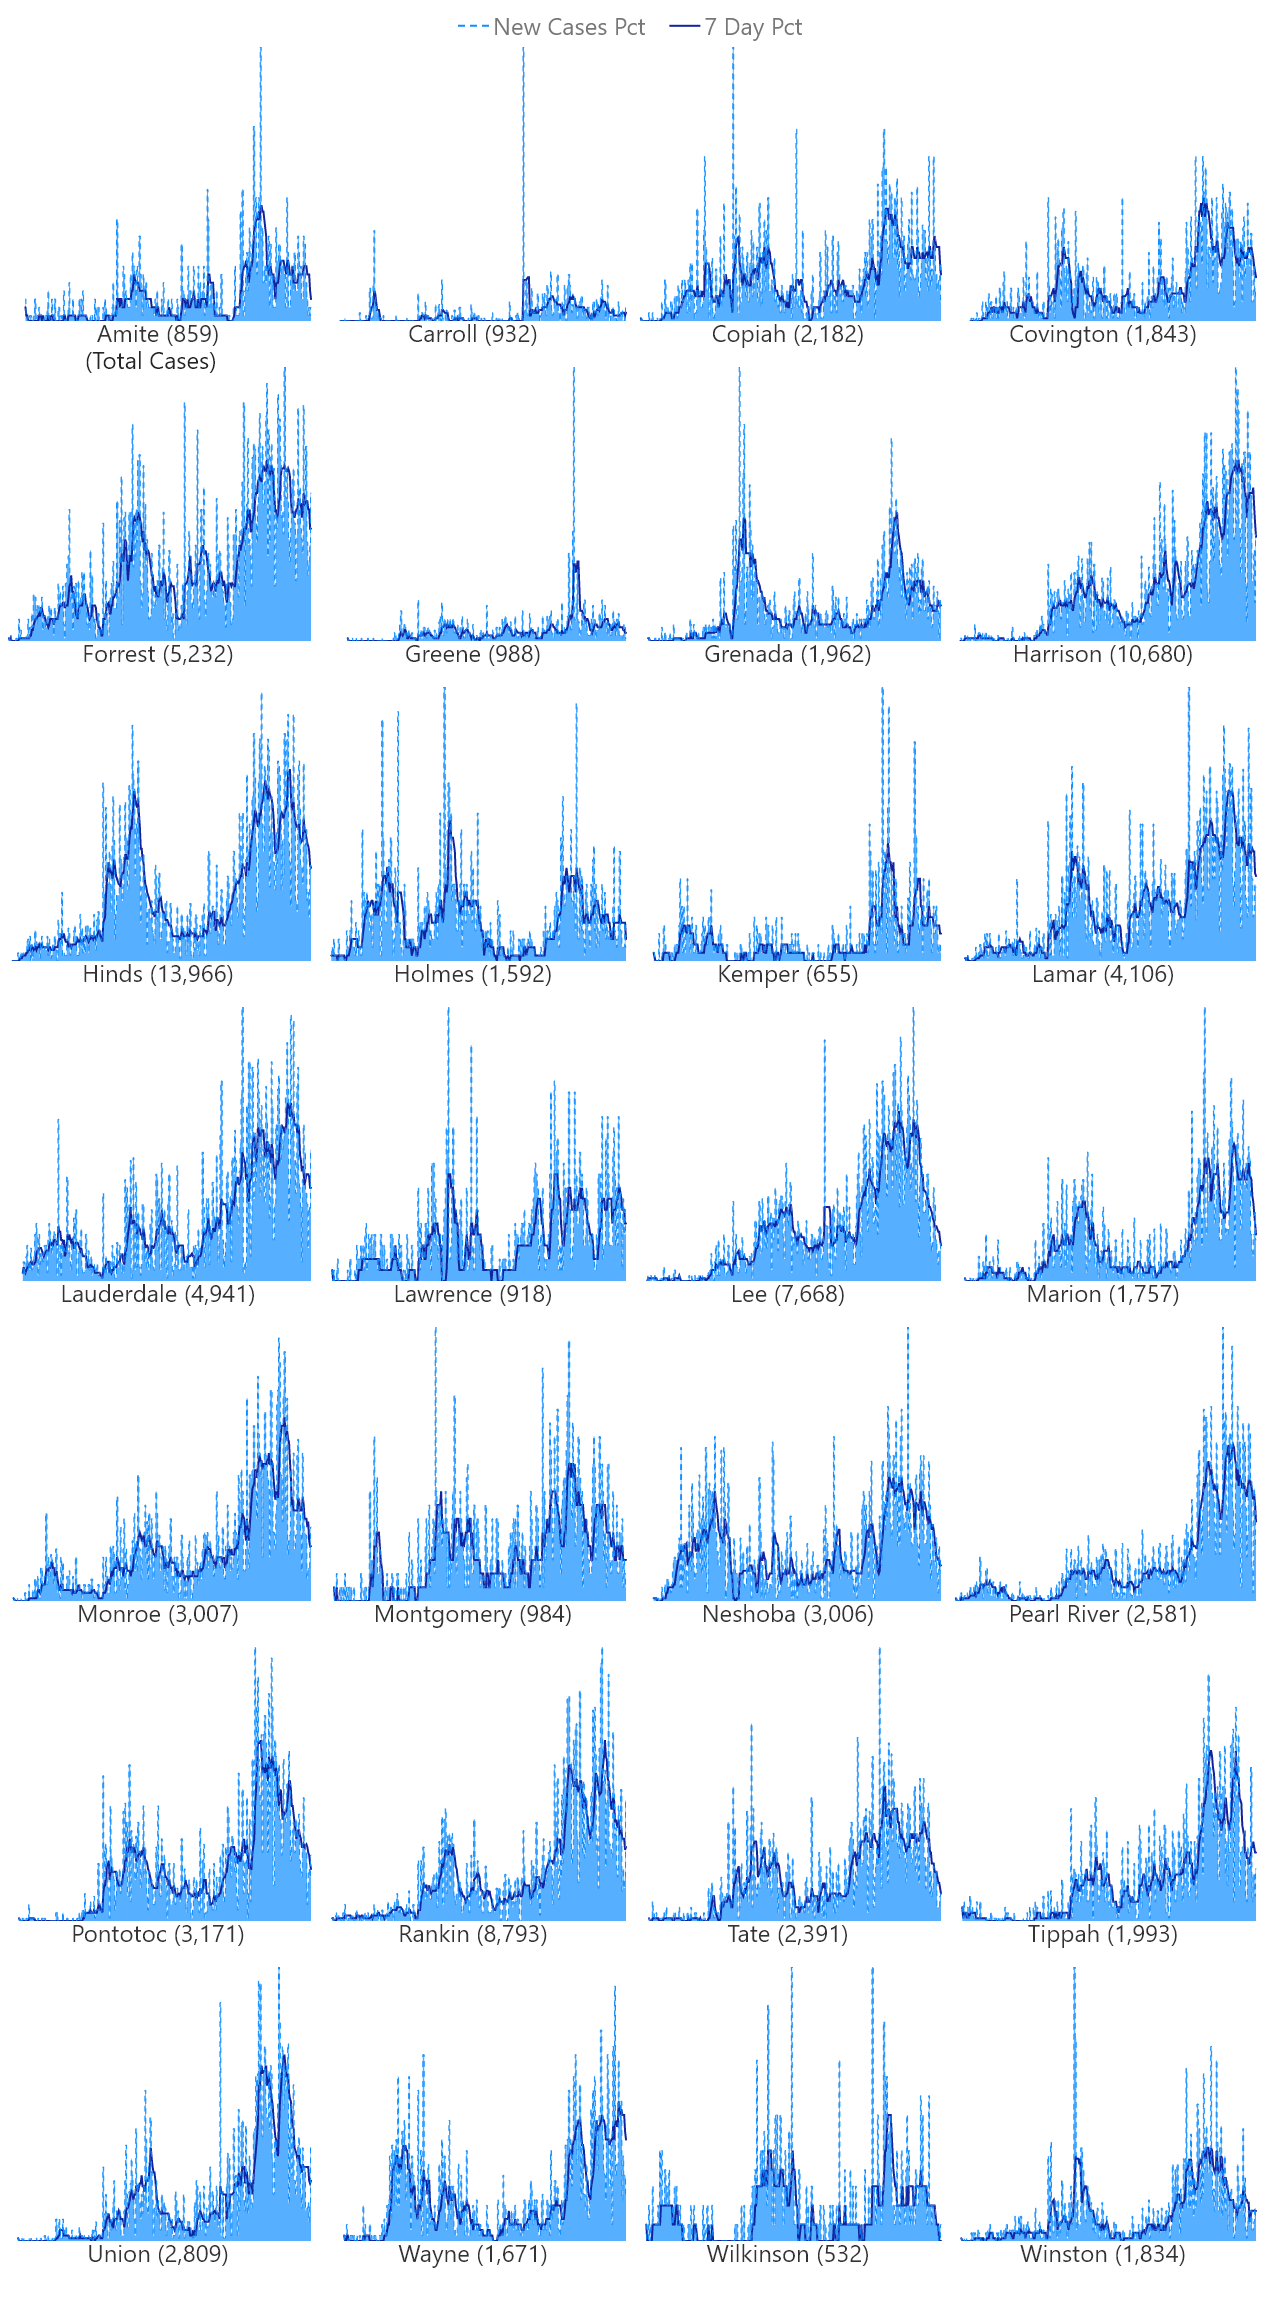 New Cases Pct 7 Day Pct
Amite (859) Carroll (932) Copiah (2,182) Covington (1,843)
(Total Cases)
Forrest (5,232) Greene (988) Grenada (1,962) Harrison (10,680)
Hinds (13,966) Holmes (1,592) Kemper (655) Lamar (4,106)
Lauderdale (4,941) Lawrence (918) Lee (7,668) Marion (1,757)
Monroe (3,007) Montgomery (984) Neshoba (3,006) Pearl River (2,581)
Pontotoc (3,171) Rankin (8,793) Tate (2,391) Tippah (1,993)
Union (2,809) Wayne (1,671) Wilkinson (532) Winston (1,834)